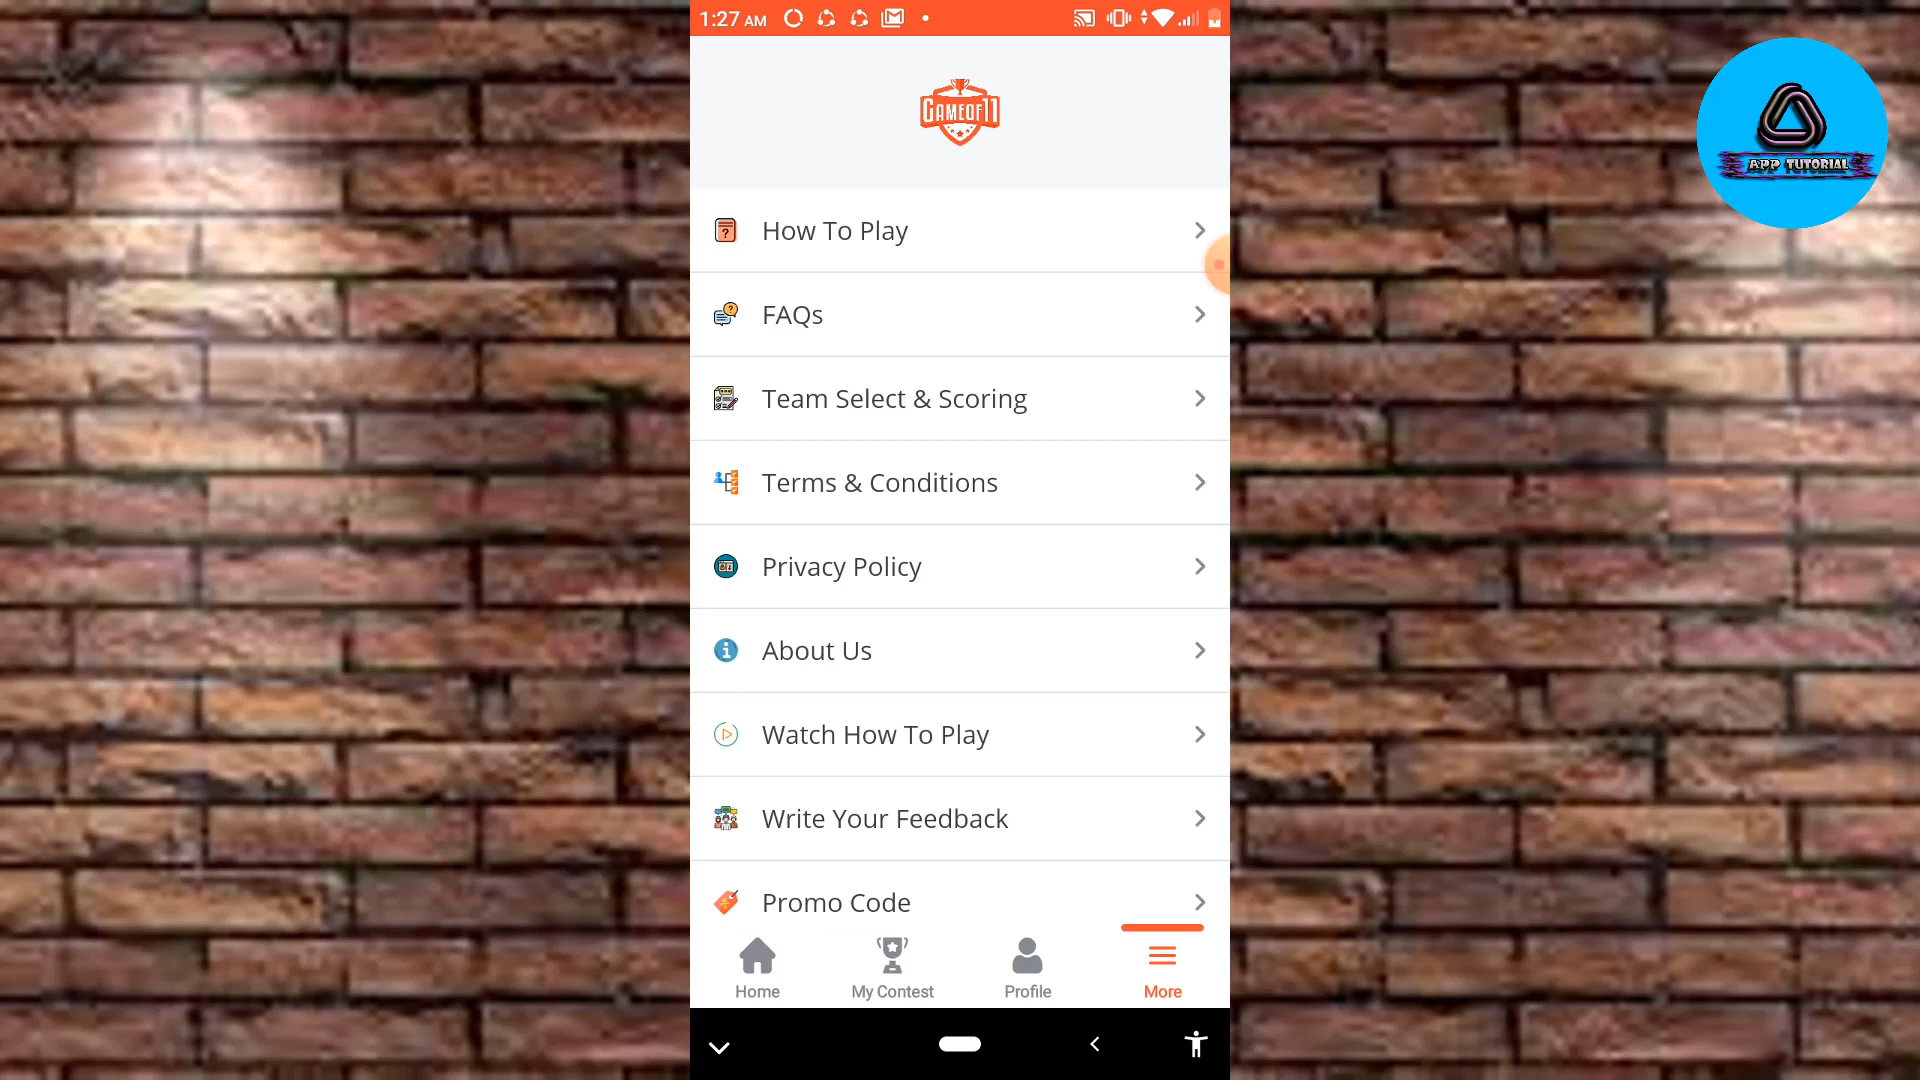 1:27 AM
GAMEOF11
APP TUTORIAL
How To Play
FAQs
Team Select & Scoring
Terms & Conditions
Privacy Policy
About Us
Watch How To Play
Write Your Feedback
Promo Code
Home
My Contest
Profile
More